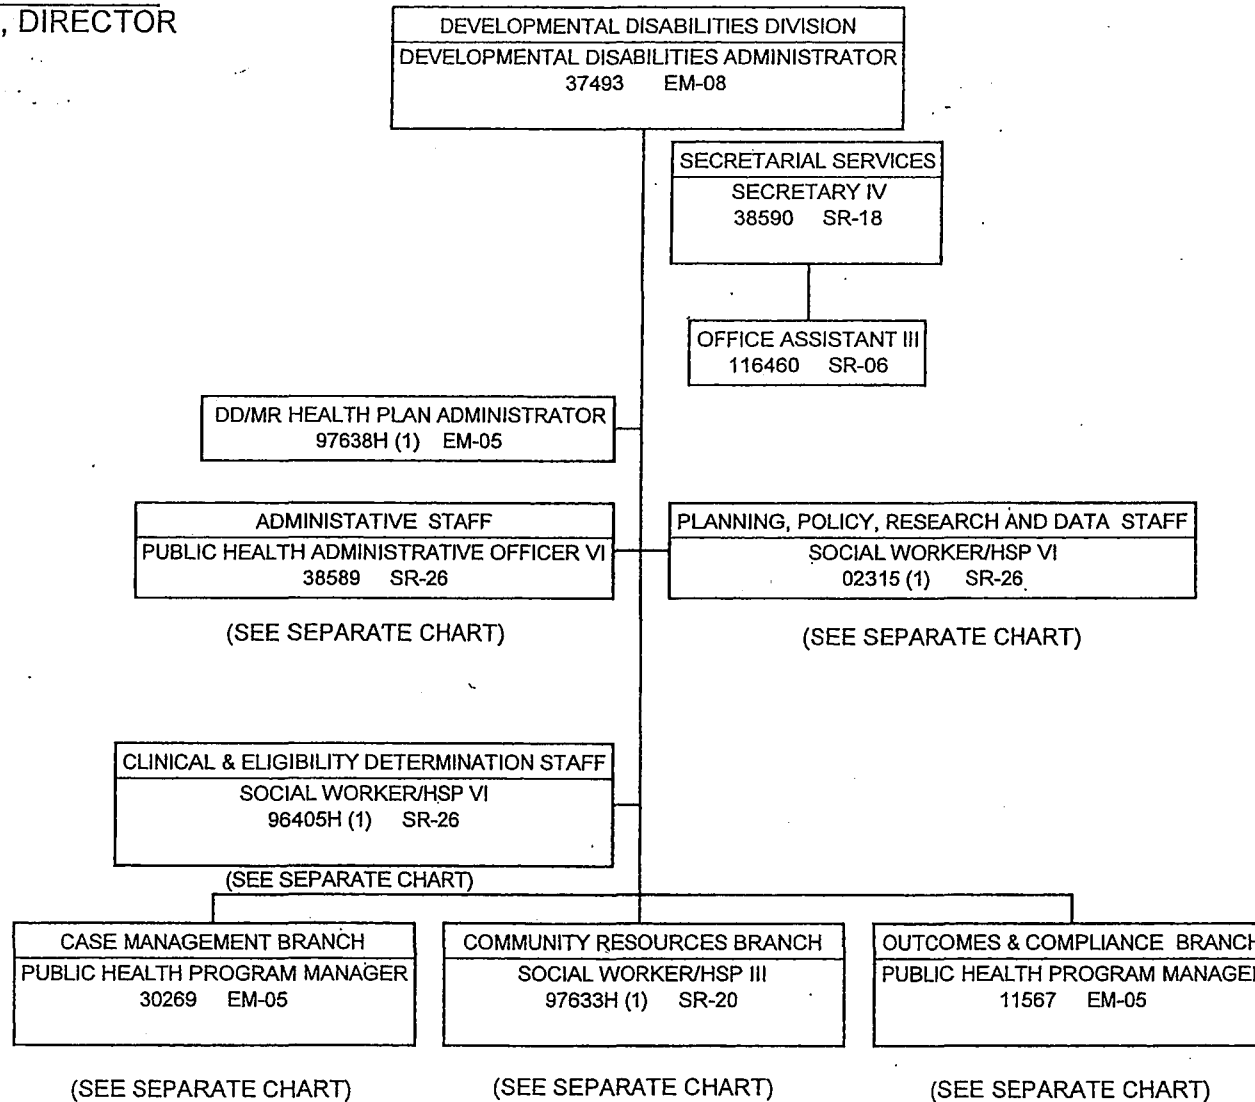 , DIRECTOR
DEVELOPMENTAL DISABILITIES DIVISION
DEVELOPMENTAL DISABILITIES ADMINISTRATOR
37493 EM-08
SECRETARIAL SERVICES
SECRETARY IV
38590 SR-18
OFFICE ASSISTANT III
116460 SR-06
DD/MR HEALTH PLAN ADMINISTRATOR
97638H (1) EM-05
ADMINISTATIVE STAFF
PUBLIC HEALTH ADMINISTRATIVE OFFICER VI
38589 SR-26
(SEE SEPARATE CHART)
PLANNING, POLICY, RESEARCH AND DATA STAFF
SOCIAL WORKER/HSP VI
02315 (1) SR-26
(SEE SEPARATE CHART)
CLINICAL & ELIGIBILITY DETERMINATION STAFF
SOCIAL WORKER/HSP VI
96405H (1) SR-26
(SEE SEPARATE CHART)
CASE MANAGEMENT BRANCH
PUBLIC HEALTH PROGRAM MANAGER
30269 EM-05
(SEE SEPARATE CHART)
COMMUNITY RESOURCES BRANCH
SOCIAL WORKER/HSP III
97633H (1) SR-20
(SEE SEPARATE CHART)
OUTCOMES & COMPLIANCE BRANCH
PUBLIC HEALTH PROGRAM MANAGE
11567 EM-05
(SEE SEPARATE CHART)